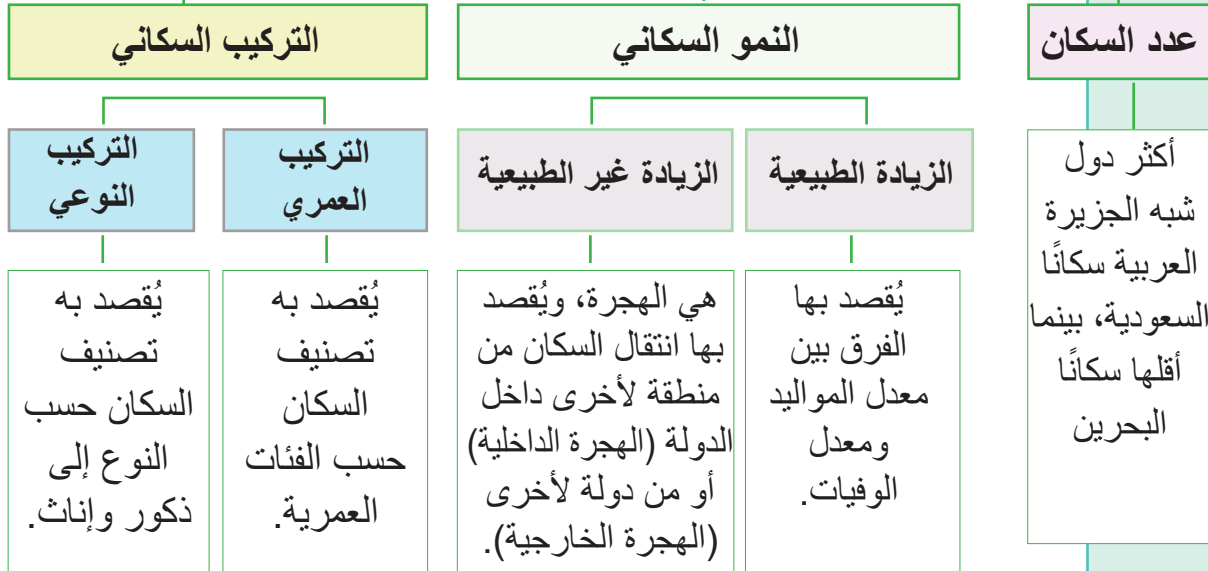 عدد السكان
أكثر دول
شبه الجزيرة
العربية سكانًا
السعودية، بينما
أقلها سكانًا
البحرين
النمو السكاني
الزيادة الطبيعية
يُقصد بها
الفرق بين
معدل المواليد
ومعدل
الوفيات.
الزيادة غير الطبيعية
هي الهجرة، ويُقصد
بها انتقال السكان من
منطقة لأخرى داخل
الدولة (الهجرة الداخلية)
أو من دولة لأخرى
(الهجرة الخارجية).
التركيب السكاني
التركيب
العمري
يُقصد به
تصنيف
السكان
حسب الفئات
العمرية.
التركيب
النوعي
يُقصد به
تصنيف
السكان حسب
النوع إلى
ذكور وإناث.